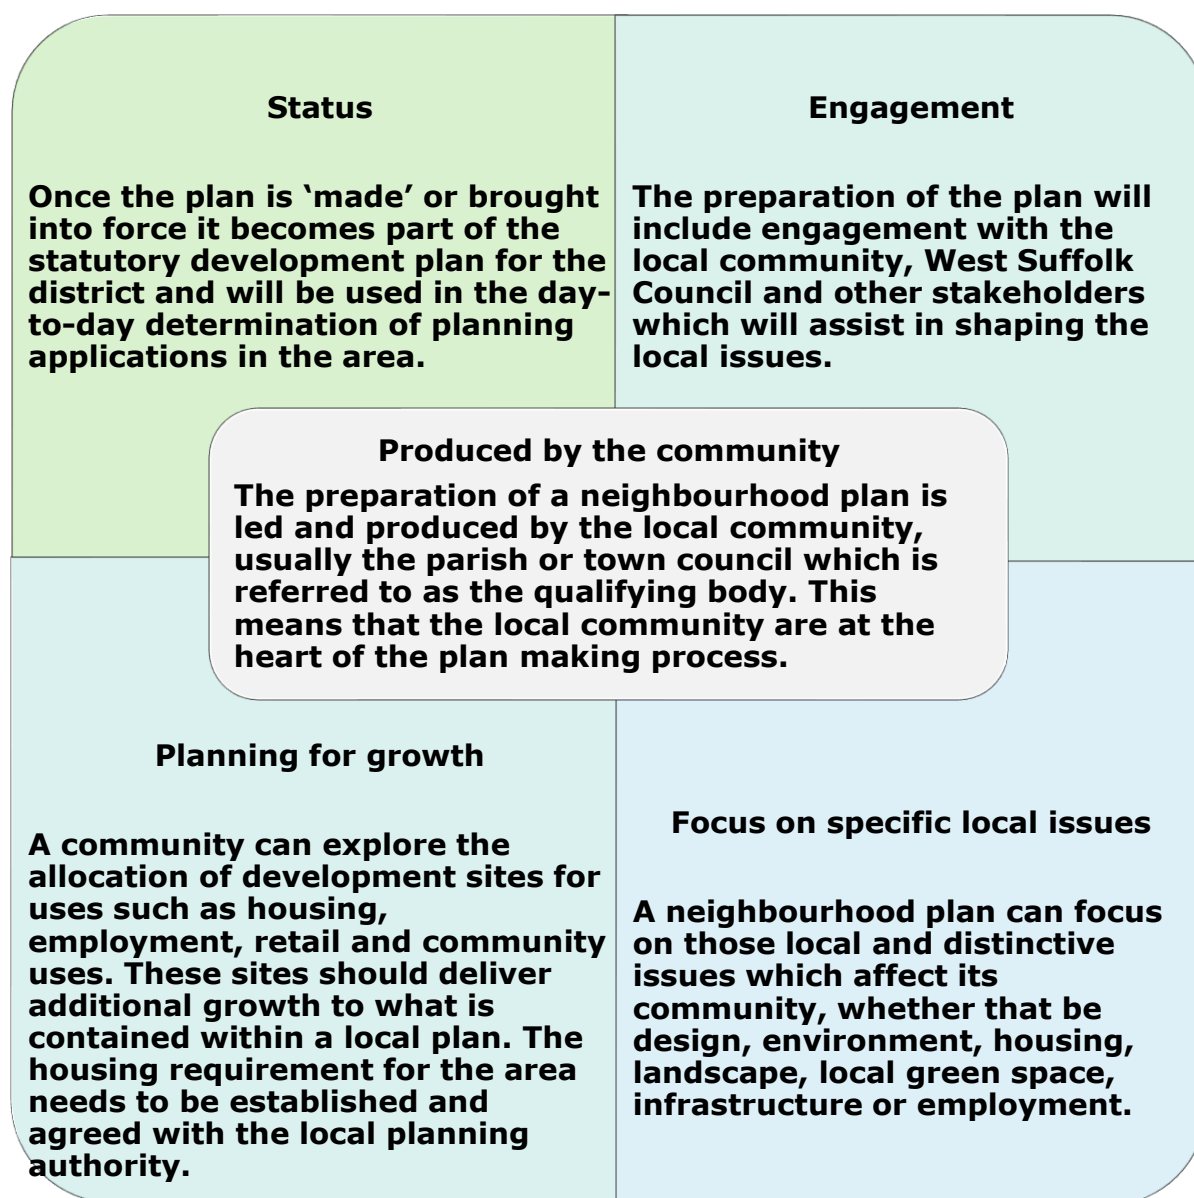 Status
Once the plan is ‘made’ or brought
into force it becomes part of the
statutory development plan for the
district and will be used in the day-
to-day determination of planning
applications in the area.
Engagement
The preparation of the plan will
include engagement with the
local community, West Suffolk
Council and other stakeholders
which will assist in shaping the
local issues.
Produced by the community
The preparation of a neighbourhood plan is
led and produced by the local community,
usually the parish or town council which is
referred to as the qualifying body. This
means that the local community are at the
heart of the plan making process.
Planning for growth
A community can explore the
allocation of development sites for
uses such as housing,
employment, retail and community
uses. These sites should deliver
additional growth to what is
contained within a local plan. The
housing requirement for the area
needs to be established and
agreed with the local planning
authority.
Focus on specific local issues
A neighbourhood plan can focus
on those local and distinctive
issues which affect its
community, whether that be
design, environment, housing,
landscape, local green space,
infrastructure or employment.